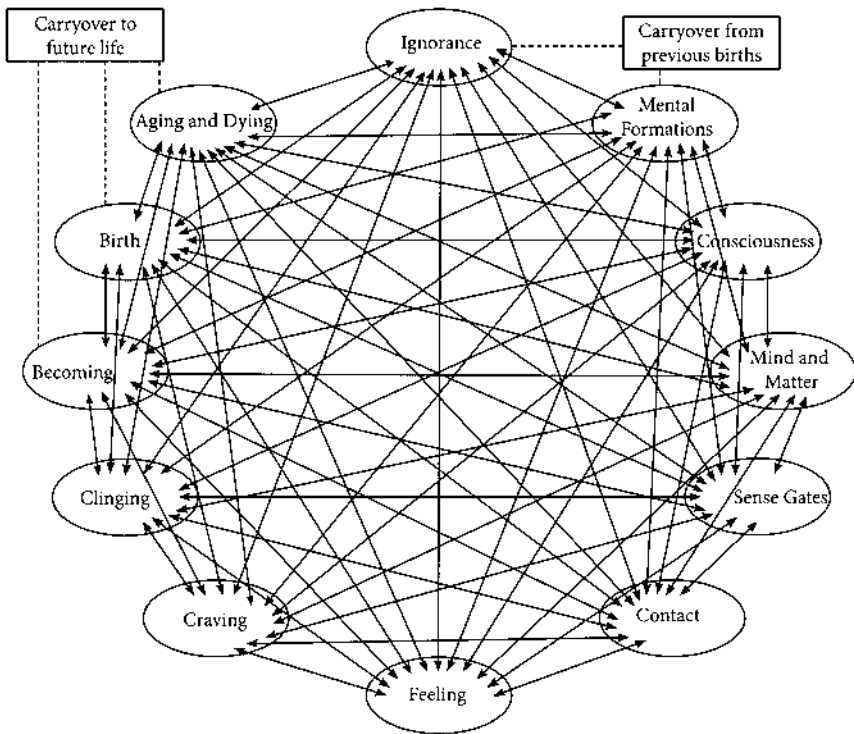 Carryover to
future life
Ignorance
Carryover from
previous births
Aging and Dying
Mental
Formations
Birth
Consciousness
Becoming
Mind and
Matter
Clinging
Sense Gates
Craving
Contact
Feeling